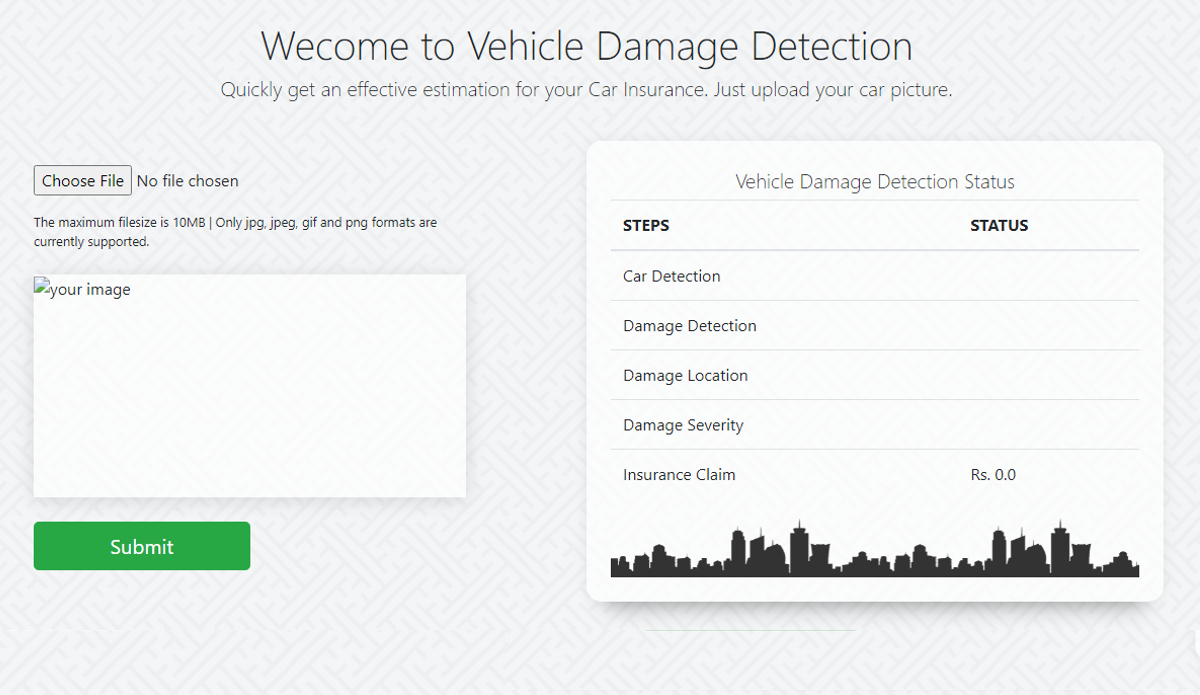 Wecome to Vehicle Damage Detection
Quickly get an effective estimation for your Car Insurance. Just upload your car picture.
Choose File No file chosen
The maximum filesize is 10MB | Only jpg, jpeg, gif and png formats are
currently supported.
your image
Submit
Vehicle Damage Detection Status
STEPS STATUS
Car Detection
Damage Detection
Damage Location
Damage Severity
Insurance Claim Rs. 0.0